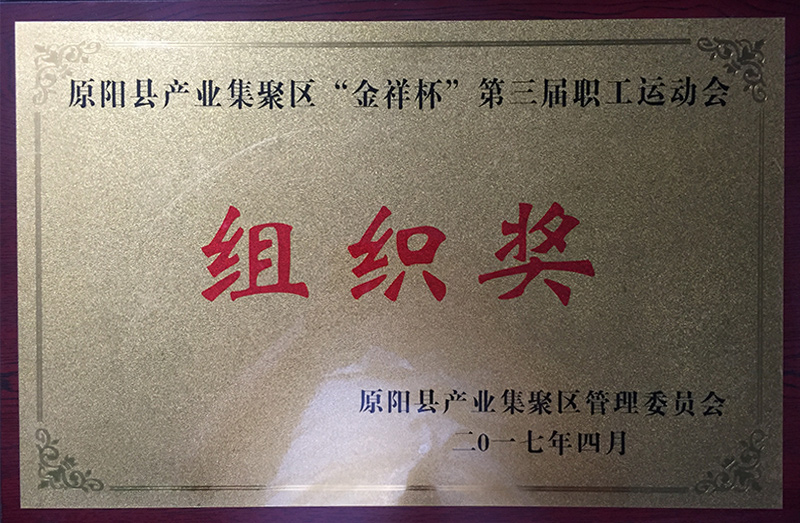 原阳县产业集聚区“金祥杯”第三届职工运动会
组织奖
原阳县产业集聚区管理委员会
二0一七年四月